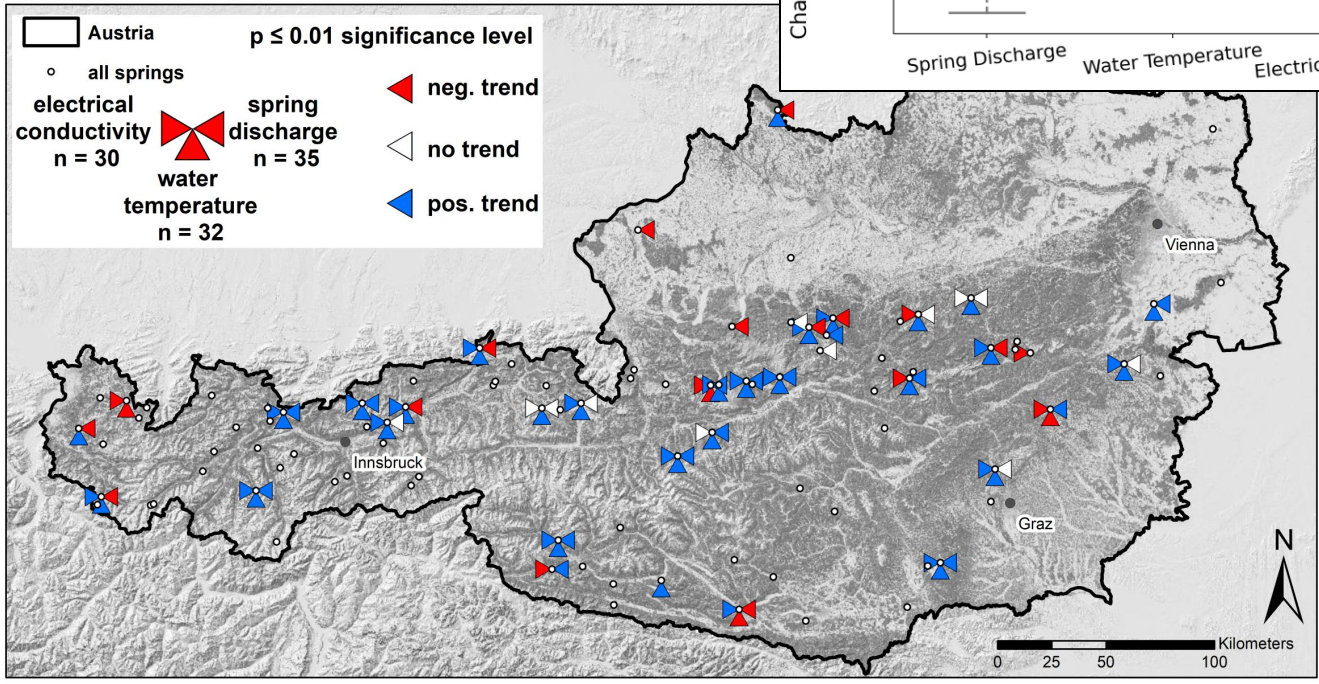 Cha
Spring Discharge
Water Temperature
Electric
Austria
p ≤ 0.01 significance level
all springs
neg. trend
electrical
conductivity
n = 30
spring
discharge
n = 35
no trend
water
temperature
n = 32
pos. trend
Vienna
Innsbruck
Graz
N
Kilometers
0 25 50 100